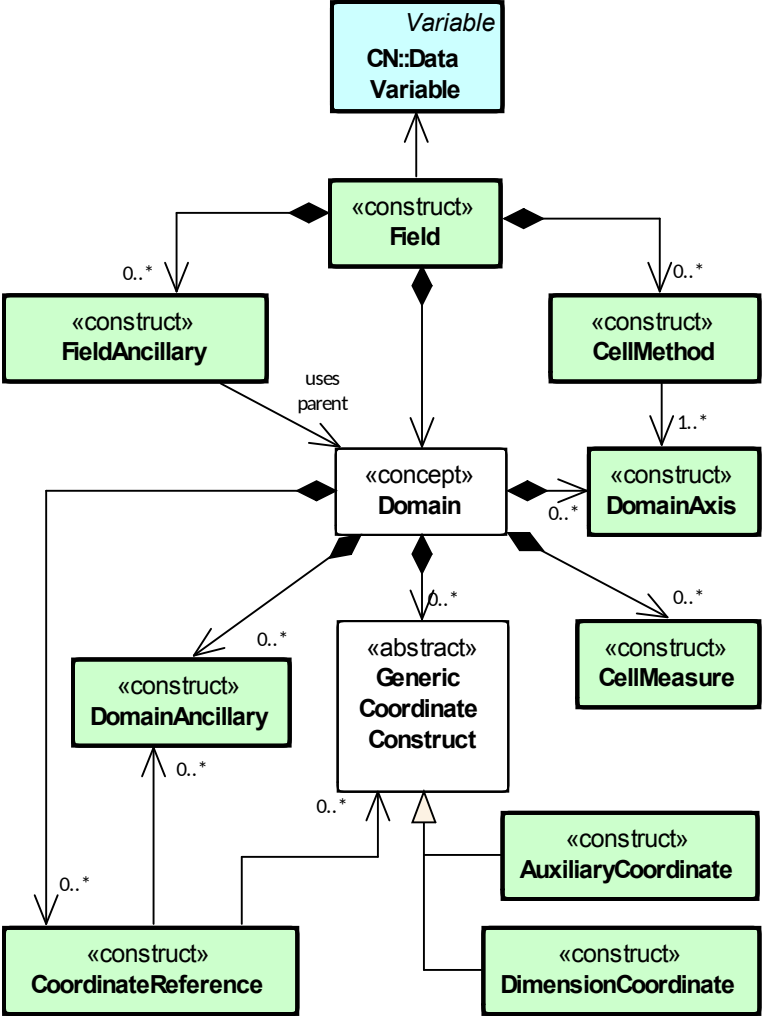 Variable
CN::Data
Variable
«construct»
Field
0..*
0..*
«construct»
FieldAncillary
«construct»
CellMethod
uses
parent
1..*
«concept»
Domain
0..*
«construct»
DomainAxis
0..*
0..*
0..*
«construct»
DomainAncillary
«abstract»
Generic
Coordinate
Construct
«construct»
CellMeasure
0..*
0..*
«construct»
AuxiliaryCoordinate
0..*
«construct»
CoordinateReference
«construct»
DimensionCoordinate